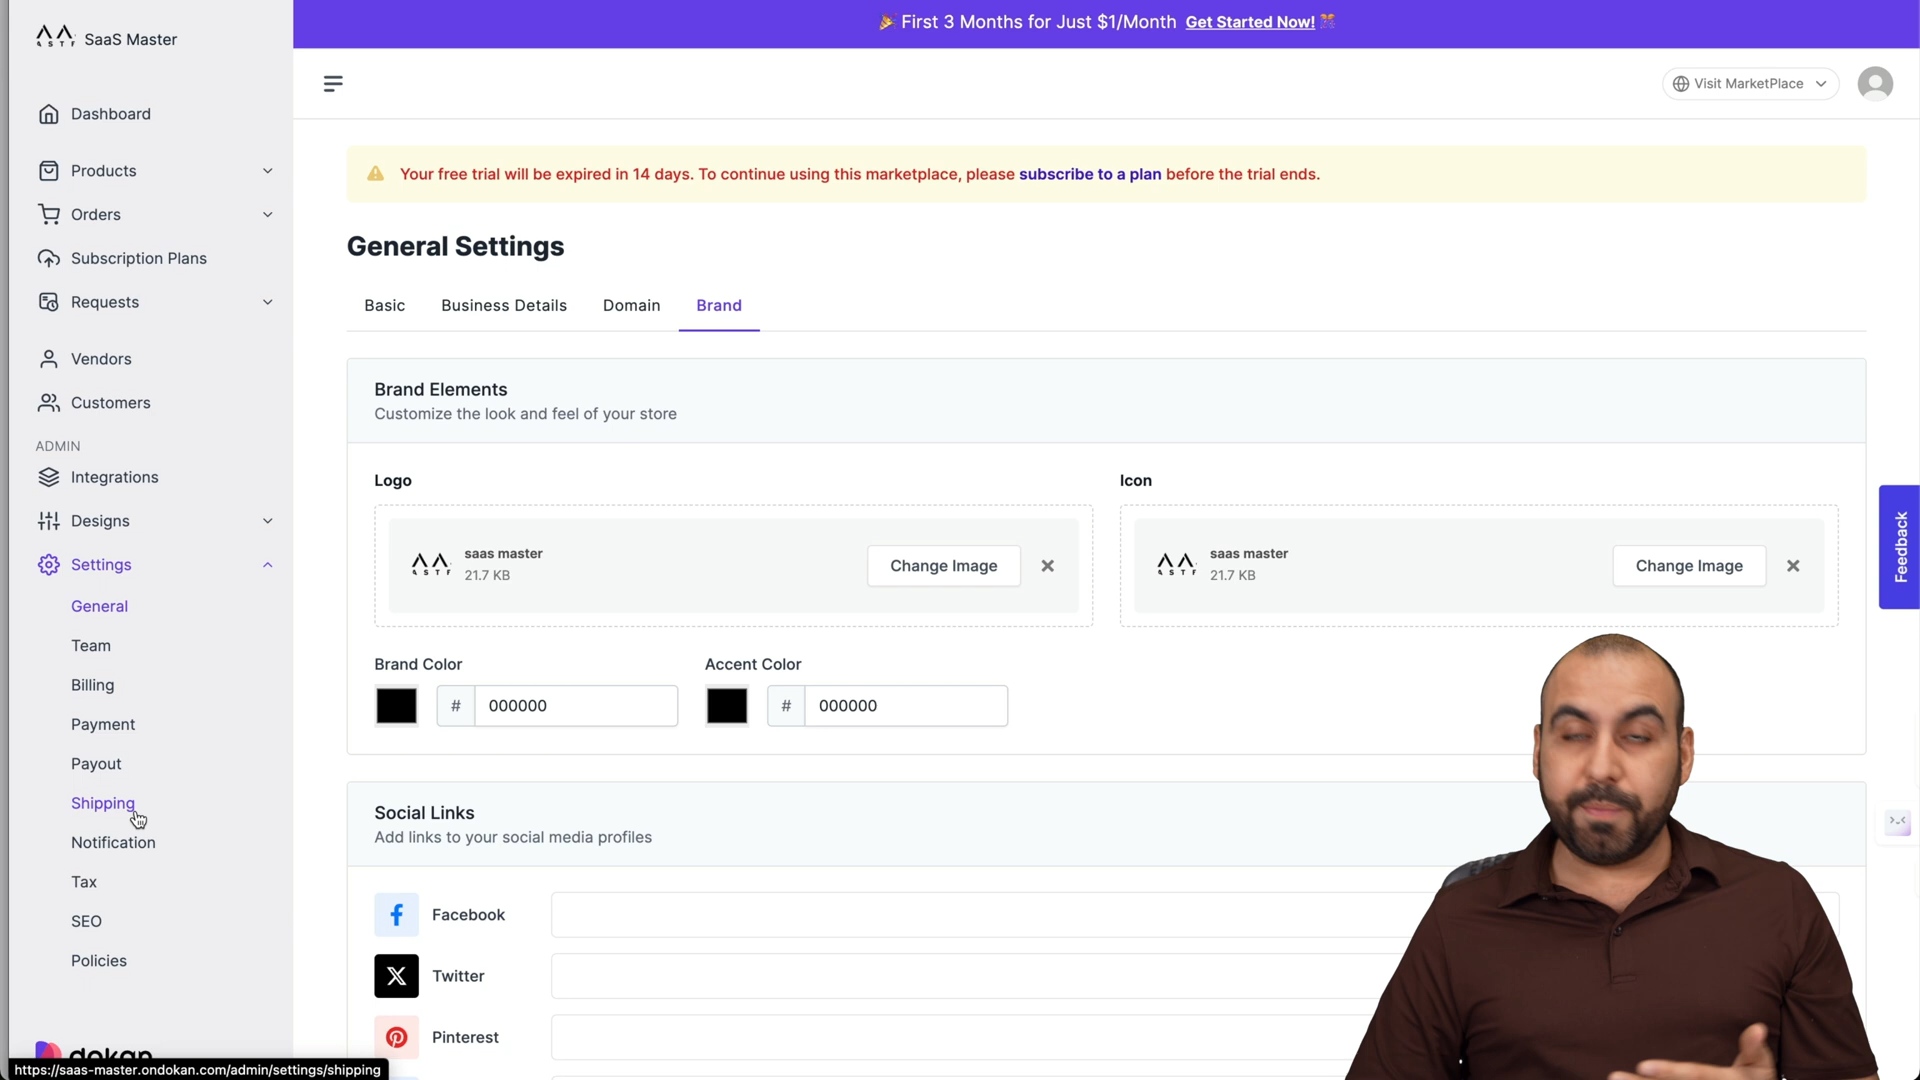 SaaS Master
🎉 First 3 Months for Just $1/Month Get Started Now! 🎊
Visit MarketPlace
Dashboard
Products
Orders
Subscription Plans
Requests
Vendors
Customers
ADMIN
Integrations
Designs
Settings
General
Team
Billing
Payment
Payout
Shipping
Notification
Tax
SEO
Policies
dokan
https://saas-master.ondokan.com/admin/settings/shipping
Your free trial will be expired in 14 days. To continue using this marketplace, please subscribe to a plan before the trial ends.
General Settings
Basic
Business Details
Domain
Brand
Brand Elements
Customize the look and feel of your store
Logo
saas master
21.7 KB
Change Image
Icon
saas master
21.7 KB
Change Image
Brand Color
# 000000
Accent Color
# 000000
Social Links
Add links to your social media profiles
Facebook
Twitter
Pinterest
Feedback